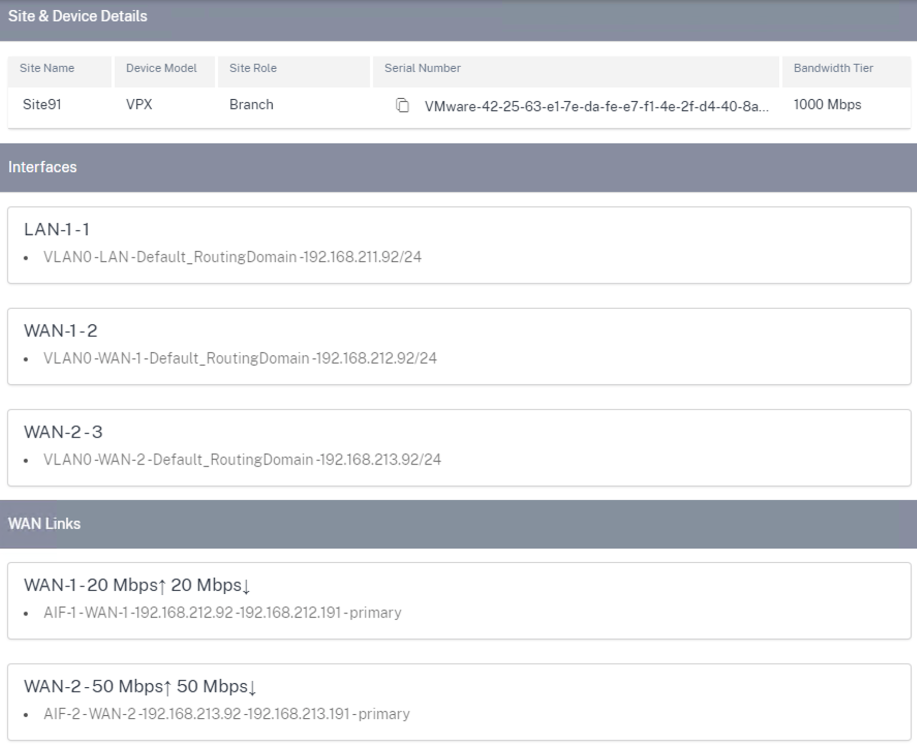 Site & Device Details
Site Name Device Model Site Role Serial Number Bandwidth Tier
Site91 VPX Branch VMware-42-25-63-e1-7e-da-fe-e7-f1-4e-2f-d4-40-8a... 1000 Mbps
Interfaces
LAN-1 - 1
• VLAN0 -LAN -Default_RoutingDomain -192.168.211.92/24
WAN-1 - 2
• VLAN0 -WAN-1 -Default_RoutingDomain -192.168.212.92/24
WAN-2 - 3
• VLAN0 -WAN-2 -Default_RoutingDomain -192.168.213.92/24
WAN Links
WAN-1 - 20 Mbps↑ 20 Mbps↓
• AIF-1 - WAN-1 -192.168.212.92 -192.168.212.191 - primary
WAN-2 - 50 Mbps↑ 50 Mbps↓
• AIF-2 - WAN-2 -192.168.213.92 -192.168.213.191 - primary